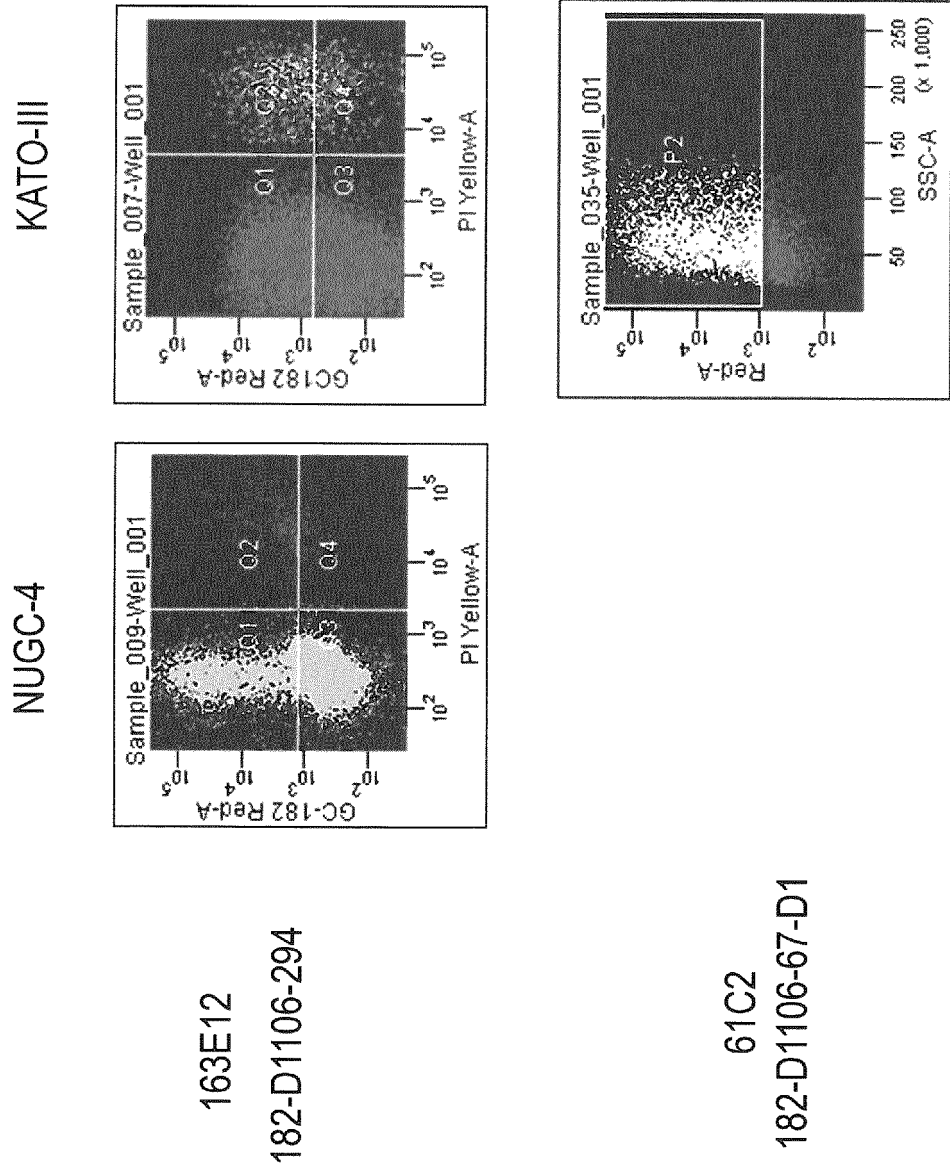 NUGC-4
KATO-III
163E12
182-D1106-294
Sample_009-Well_001
GC-182 Red-A
10^5
10^4
10^3
10^2
Q1
Q2
Q3
Q4
10^2
10^3
10^4
10^5
PI Yellow-A
Sample_007-Well_001
GC182 Red-A
10^5
10^4
10^3
10^2
Q1
Q2
Q3
Q4
10^2
10^3
10^4
10^5
PI Yellow-A
61C2
182-D1106-67-D1
Sample_035-Well_001
Red-A
10^5
10^4
10^3
10^2
P2
50
100
150
200
250
(x 1.000)
SSC-A